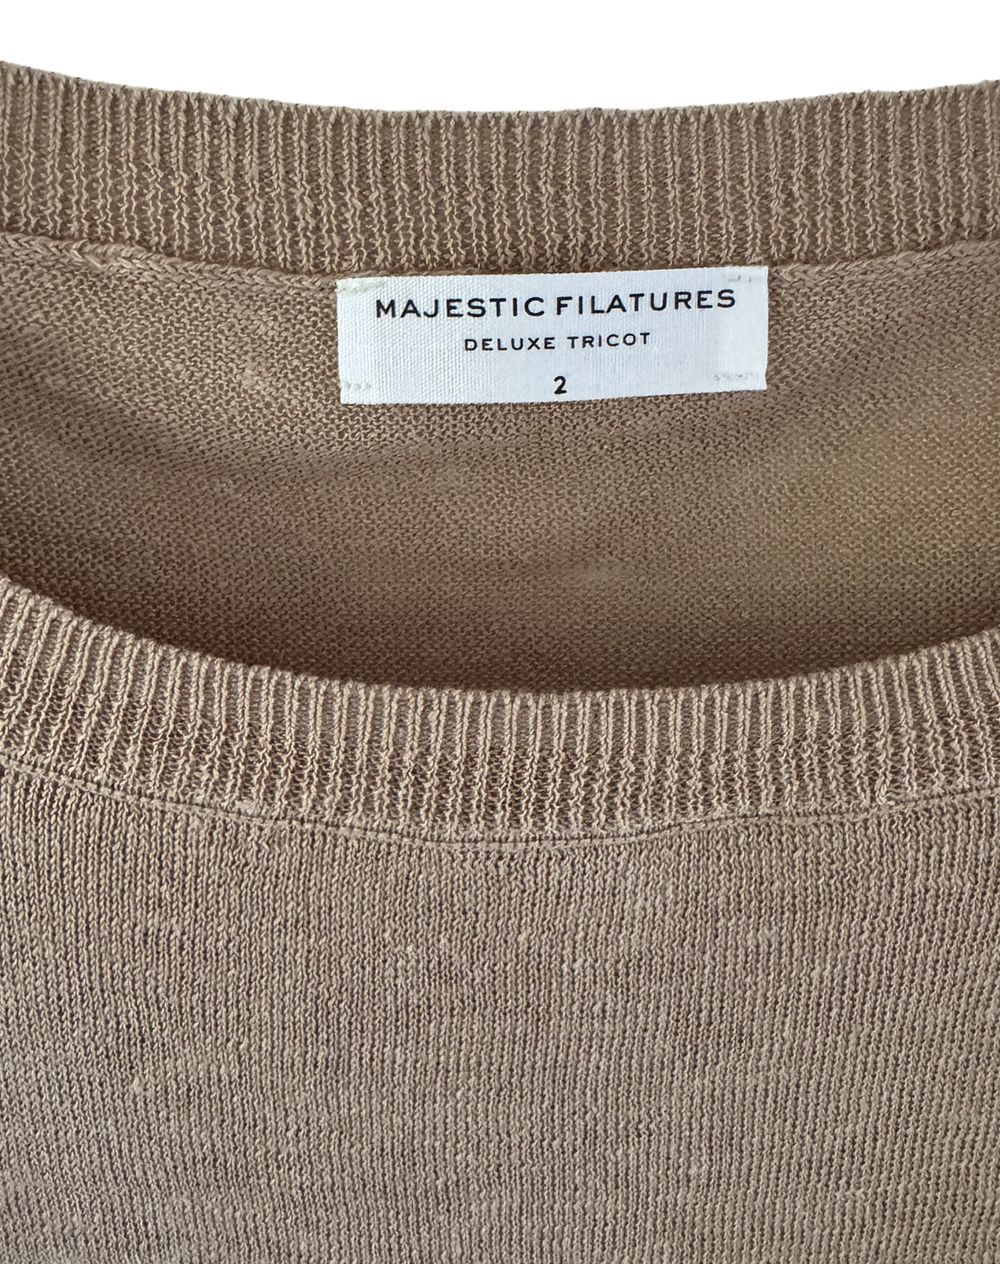 MAJESTIC FILATURES
DELUXE TRICOT
2